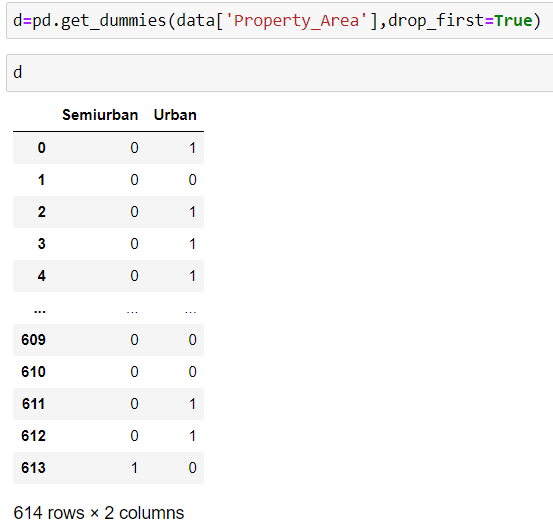 d=pd.get_dummies(data['Property_Area'],drop_first=True)
d
Semiurban Urban
0 0 1
1 0 0
2 0 1
3 0 1
4 0 1
... ... ...
609 0 0
610 0 0
611 0 1
612 0 1
613 1 0
614 rows × 2 columns